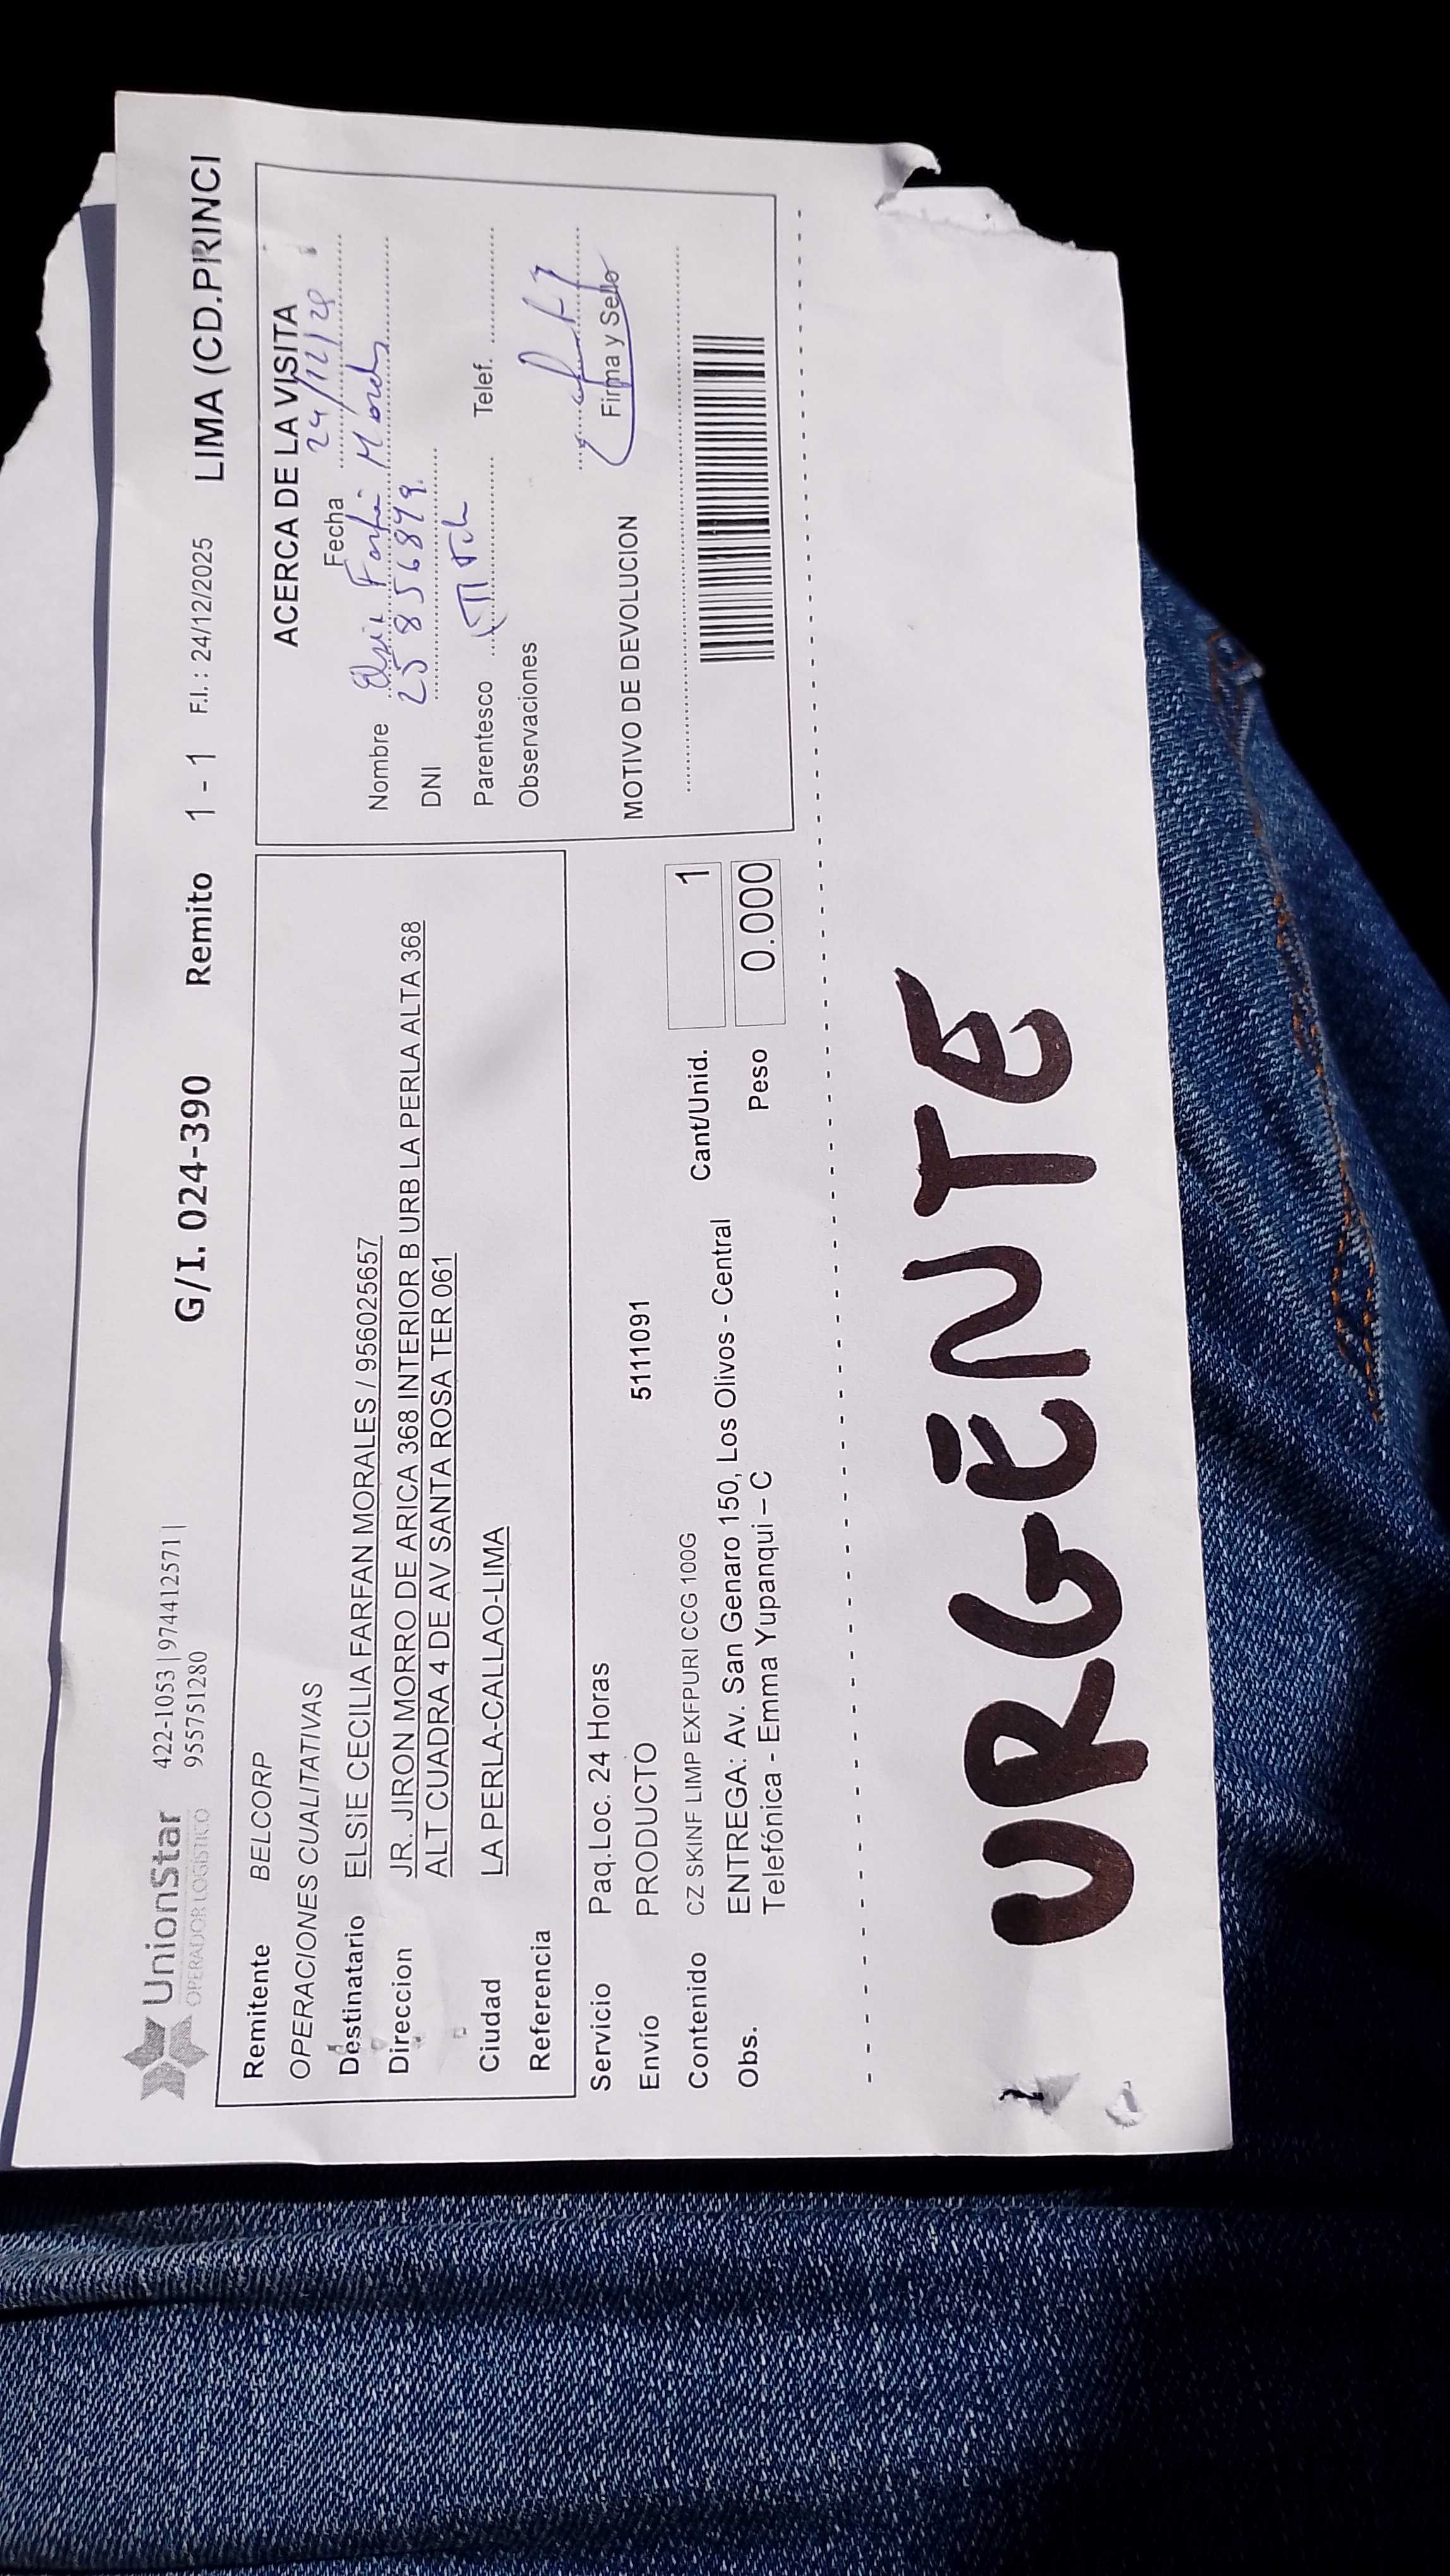 UnionStar 422-1053 | 974412571 |
OPERADOR LOGISTICO 955751280
G/I. 024-390 Remito 1 - 1 F.I. : 24/12/2025 LIMA (CD.PRINCI
Remitente BELCORP
OPERACIONES CUALITATIVAS
Destinatario ELSIE CECILIA FARFAN MORALES / 956025657
Direccion JR. JIRON MORRO DE ARICA 368 INTERIOR B URB LA PERLA ALTA 368
ALT CUADRA 4 DE AV SANTA ROSA TER 061
Ciudad LA PERLA-CALLAO-LIMA
Referencia
ACERCA DE LA VISITA
Fecha 24/12/
Nombre Elsie
DNI 25856899
Parentesco Telef.
Observaciones
Firma y Sello
MOTIVO DE DEVOLUCION
Servicio Paq.Loc. 24 Horas
Envío PRODUCTO 5111091
Contenido CZ SKINF LIMP EXFPURI CCG 100G Cant/Unid. 1
Obs. ENTREGA: Av. San Genaro 150, Los Olivos - Central Peso 0.000
Telefónica - Emma Yupanqui – C
URGENTE